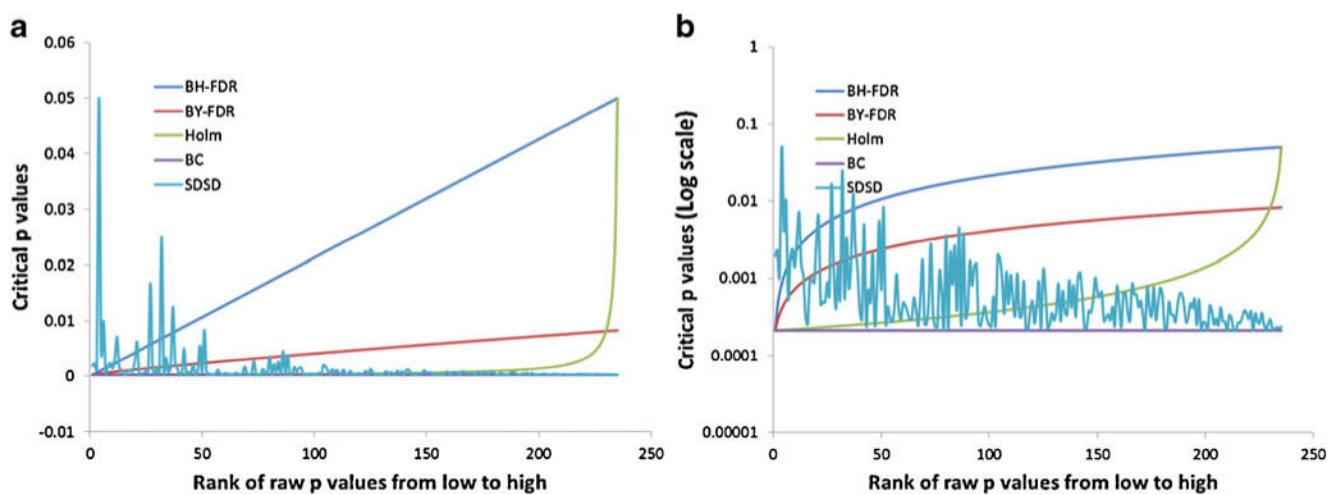 a
Critical p values
0.06
0.05
0.04
0.03
0.02
0.01
0
-0.01
BH-FDR
BY-FDR
Holm
BC
SDSD
0 50 100 150 200 250
Rank of raw p values from low to high
b
Critical p values (Log scale)
1
0.1
0.01
0.001
0.0001
0.00001
BH-FDR
BY-FDR
Holm
BC
SDSD
0 50 100 150 200 250
Rank of raw p values from low to high